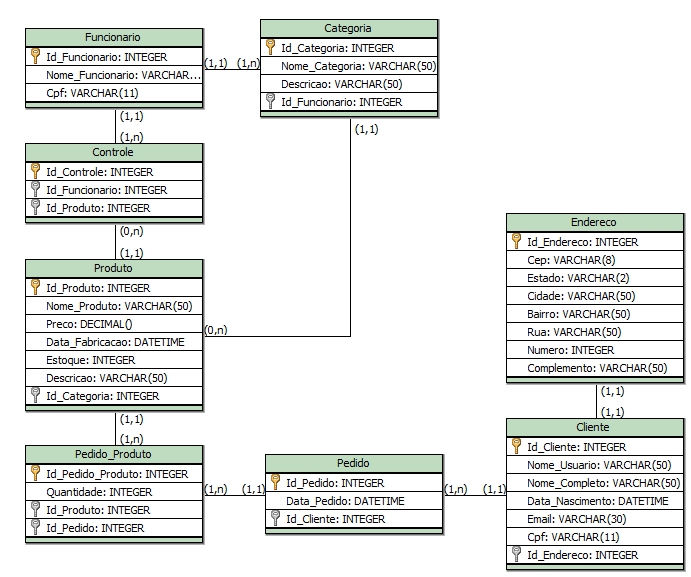 Funcionario
Id_Funcionario: INTEGER
Nome_Funcionario: VARCHAR...
Cpf: VARCHAR(11)
(1,1)
(1,n)
Categoria
Id_Categoria: INTEGER
Nome_Categoria: VARCHAR(50)
Descricao: VARCHAR(50)
Id_Funcionario: INTEGER
(1,1)
(1,n)
(1,1)
Controle
Id_Controle: INTEGER
Id_Funcionario: INTEGER
Id_Produto: INTEGER
(0,n)
(1,1)
Produto
Id_Produto: INTEGER
Nome_Produto: VARCHAR(50)
Preco: DECIMAL()
Data_Fabricacao: DATETIME
Estoque: INTEGER
Descricao: VARCHAR(50)
Id_Categoria: INTEGER
(0,n)
(1,1)
(1,n)
Pedido_Produto
Id_Pedido_Produto: INTEGER
Quantidade: INTEGER
Id_Produto: INTEGER
Id_Pedido: INTEGER
(1,n)
(1,1)
Pedido
Id_Pedido: INTEGER
Data_Pedido: DATETIME
Id_Cliente: INTEGER
(1,n)
(1,1)
Endereco
Id_Endereco: INTEGER
Cep: VARCHAR(8)
Estado: VARCHAR(2)
Cidade: VARCHAR(50)
Bairro: VARCHAR(50)
Rua: VARCHAR(50)
Numero: INTEGER
Complemento: VARCHAR(50)
(1,1)
(1,1)
Cliente
Id_Cliente: INTEGER
Nome_Usuario: VARCHAR(50)
Nome_Completo: VARCHAR(50)
Data_Nascimento: DATETIME
Email: VARCHAR(30)
Cpf: VARCHAR(11)
Id_Endereco: INTEGER